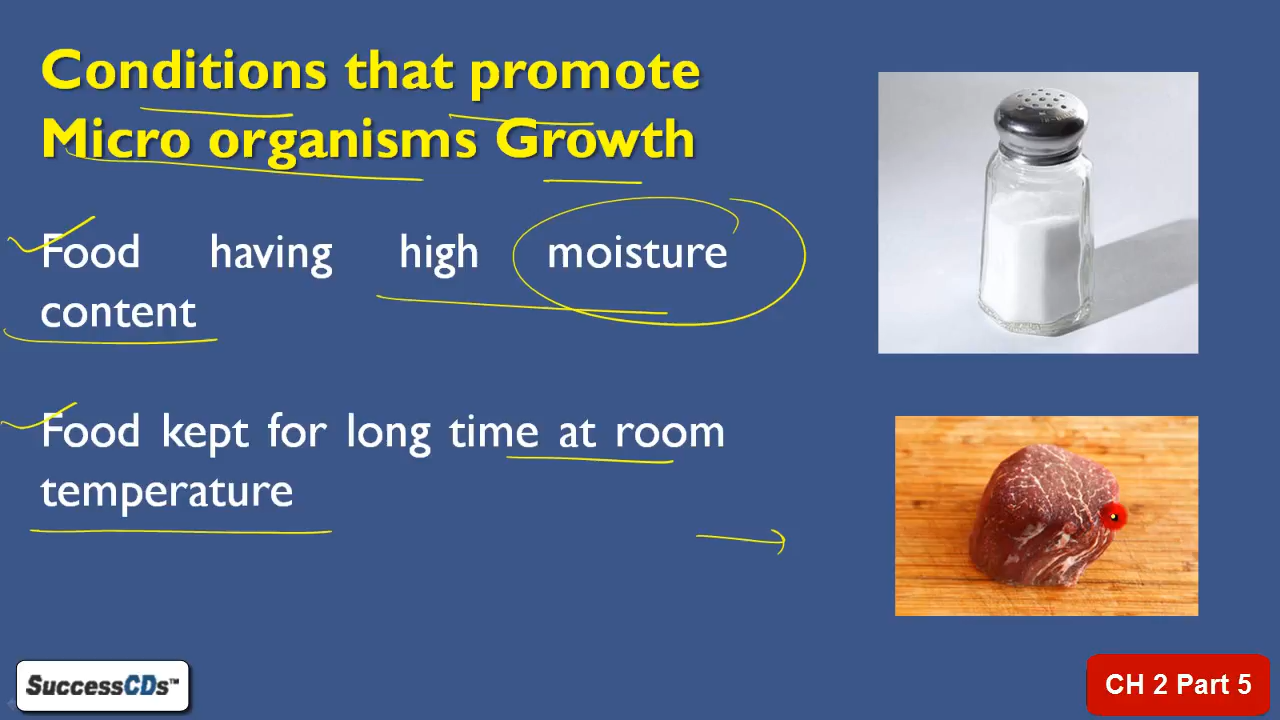 Conditions that promote
Micro organisms Growth
Food having high moisture
content
Food kept for long time at room
temperature
SuccessCDs™
CH 2 Part 5